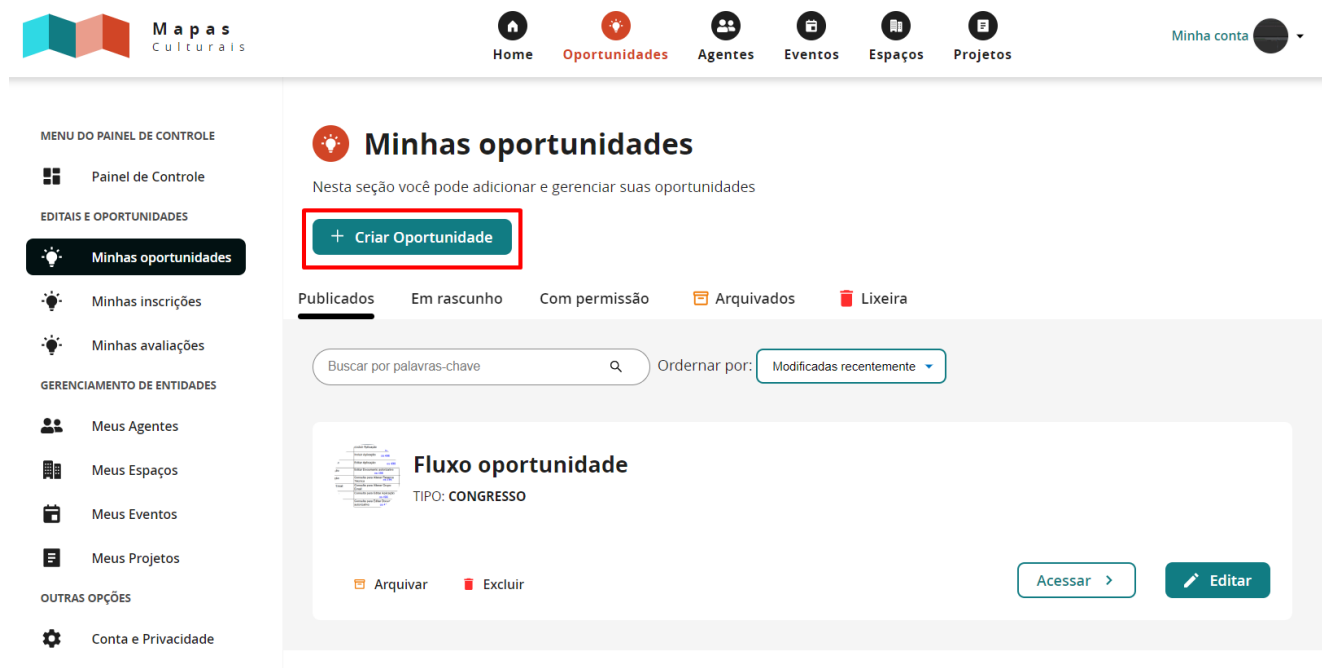 Mapas
Culturais
Home
Oportunidades
Agentes
Eventos
Espaços
Projetos
Minha conta
MENU DO PAINEL DE CONTROLE
Painel de Controle
EDITAIS E OPORTUNIDADES
Minhas oportunidades
Minhas inscrições
Minhas avaliações
GERENCIAMENTO DE ENTIDADES
Meus Agentes
Meus Espaços
Meus Eventos
Meus Projetos
OUTRAS OPÇÕES
Conta e Privacidade
Minhas oportunidades
Nesta seção você pode adicionar e gerenciar suas oportunidades
+ Criar Oportunidade
Publicados
Em rascunho
Com permissão
Arquivados
Lixeira
Buscar por palavras-chave
Ordernar por:
Modificadas recentemente
Fluxo oportunidade
TIPO: CONGRESSO
Arquivar
Excluir
Acessar
Editar